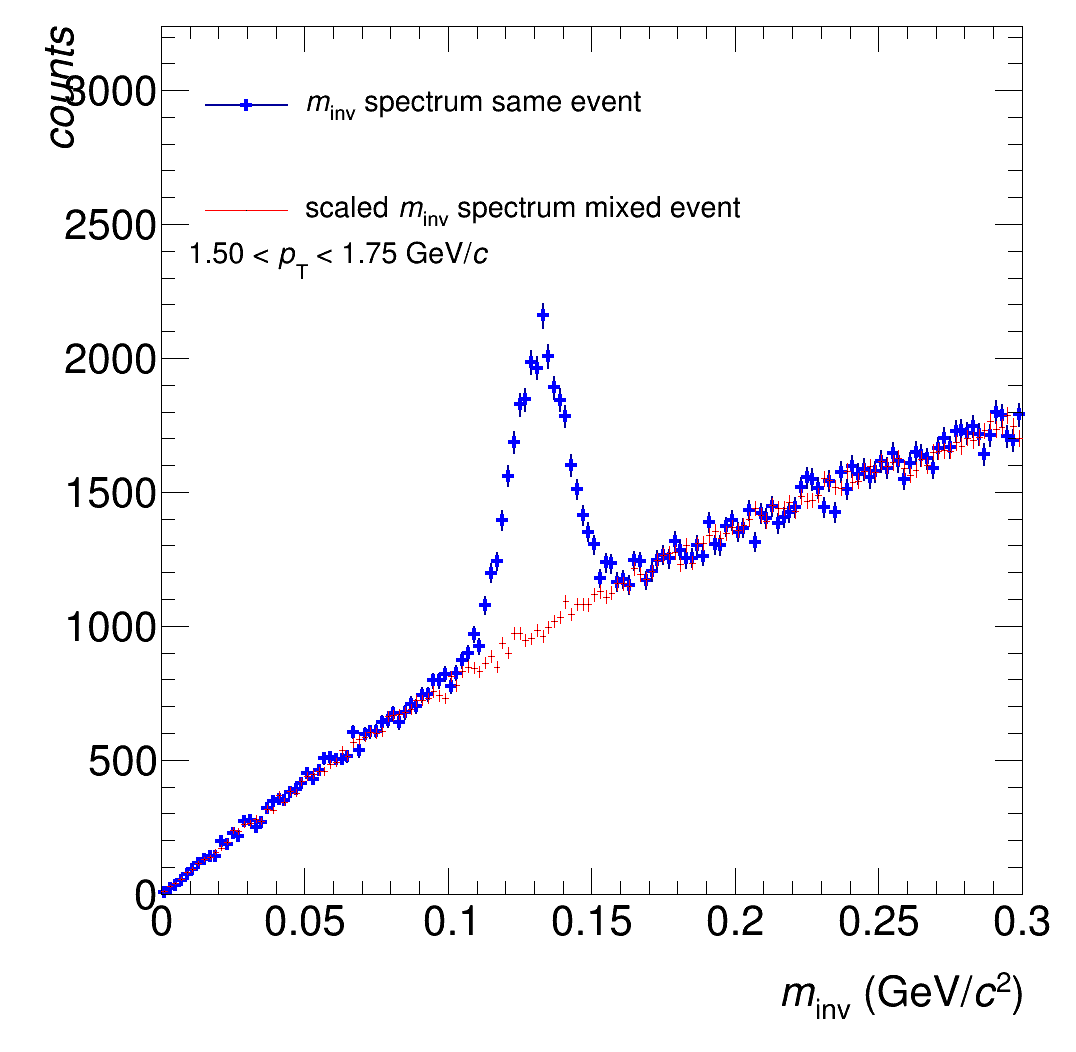 counts
3000
m_inv spectrum same event
2500
scaled m_inv spectrum mixed event
1.50 < p_T < 1.75 GeV/c
2000
1500
1000
500
0
0 0.05 0.1 0.15 0.2 0.25 0.3
m_inv (GeV/c²)